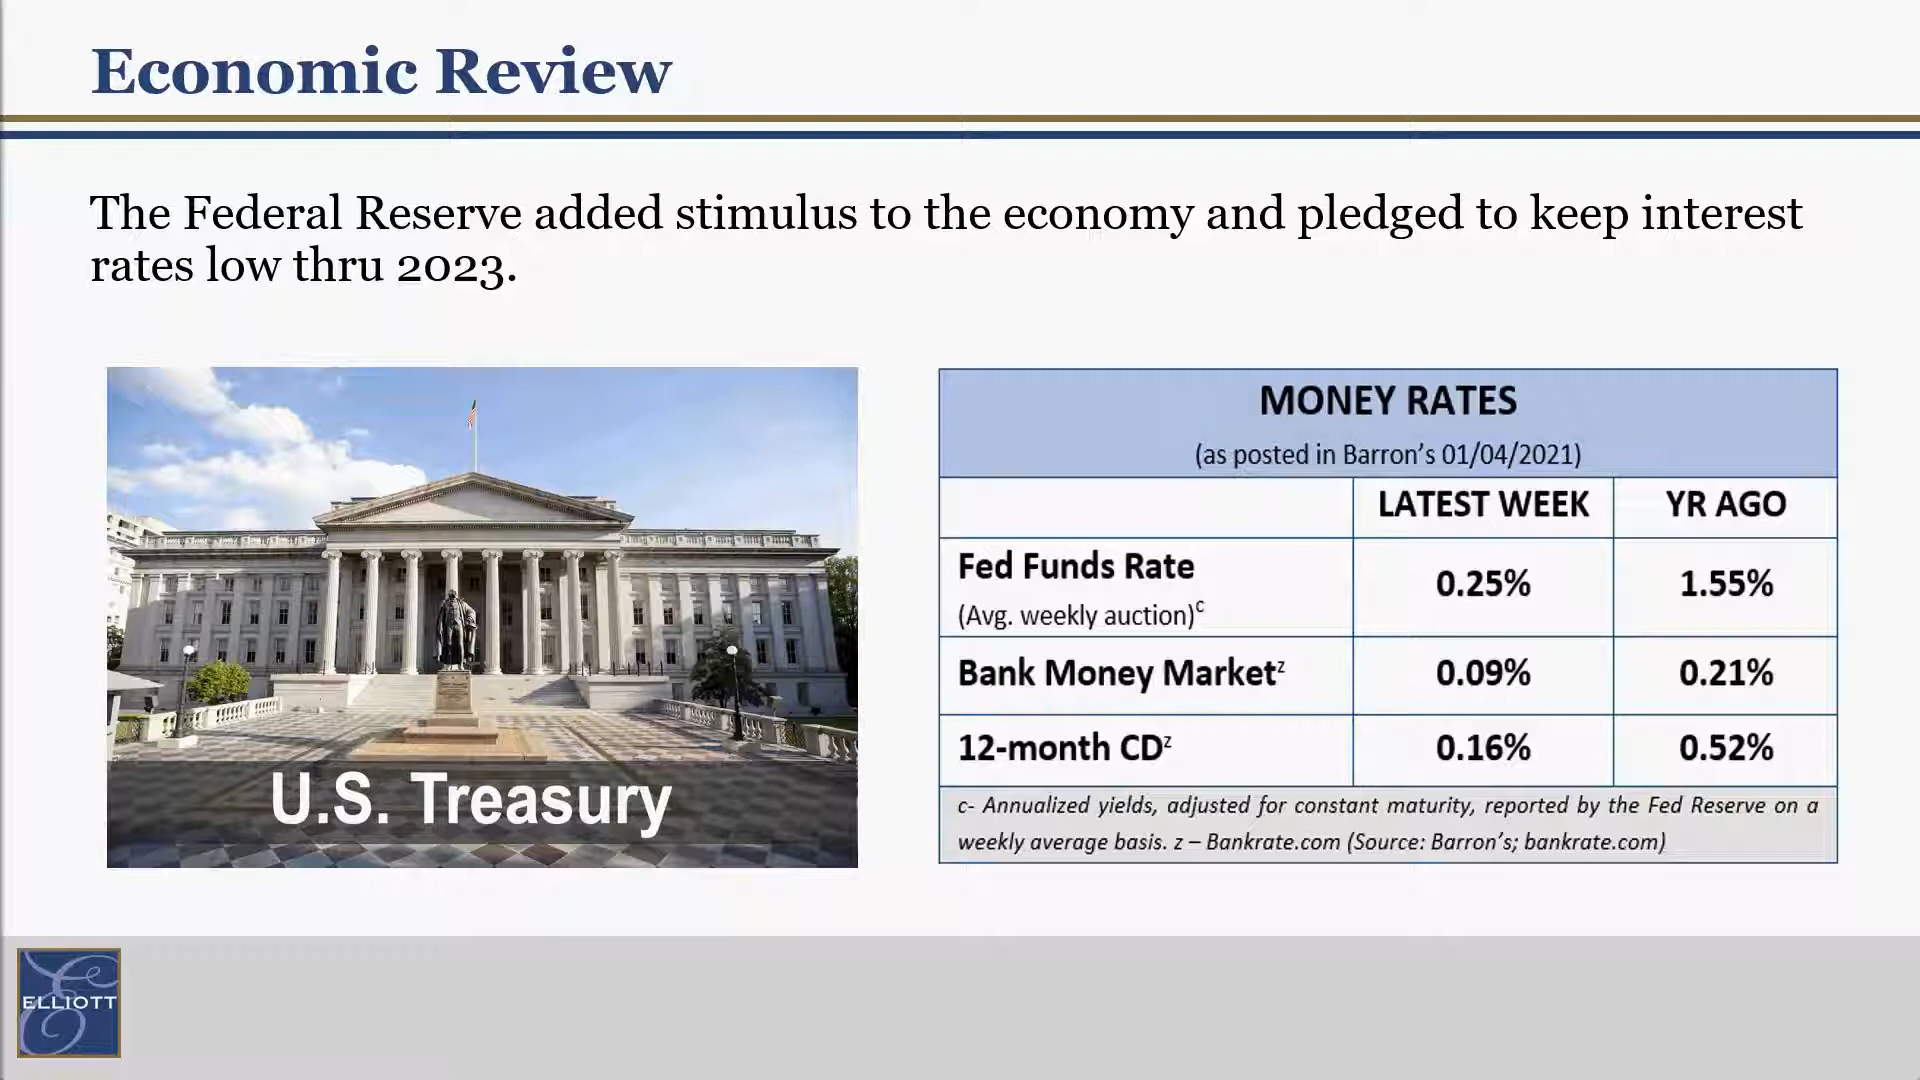 Economic Review
The Federal Reserve added stimulus to the economy and pledged to keep interest
rates low thru 2023.
U.S. Treasury
MONEY RATES
(as posted in Barron’s 01/04/2021)
LATEST WEEK YR AGO
Fed Funds Rate
(Avg. weekly auction)c 0.25% 1.55%
Bank Money Marketz 0.09% 0.21%
12-month CDz 0.16% 0.52%
c- Annualized yields, adjusted for constant maturity, reported by the Fed Reserve on a
weekly average basis. z – Bankrate.com (Source: Barron’s; bankrate.com)
ELLIOTT